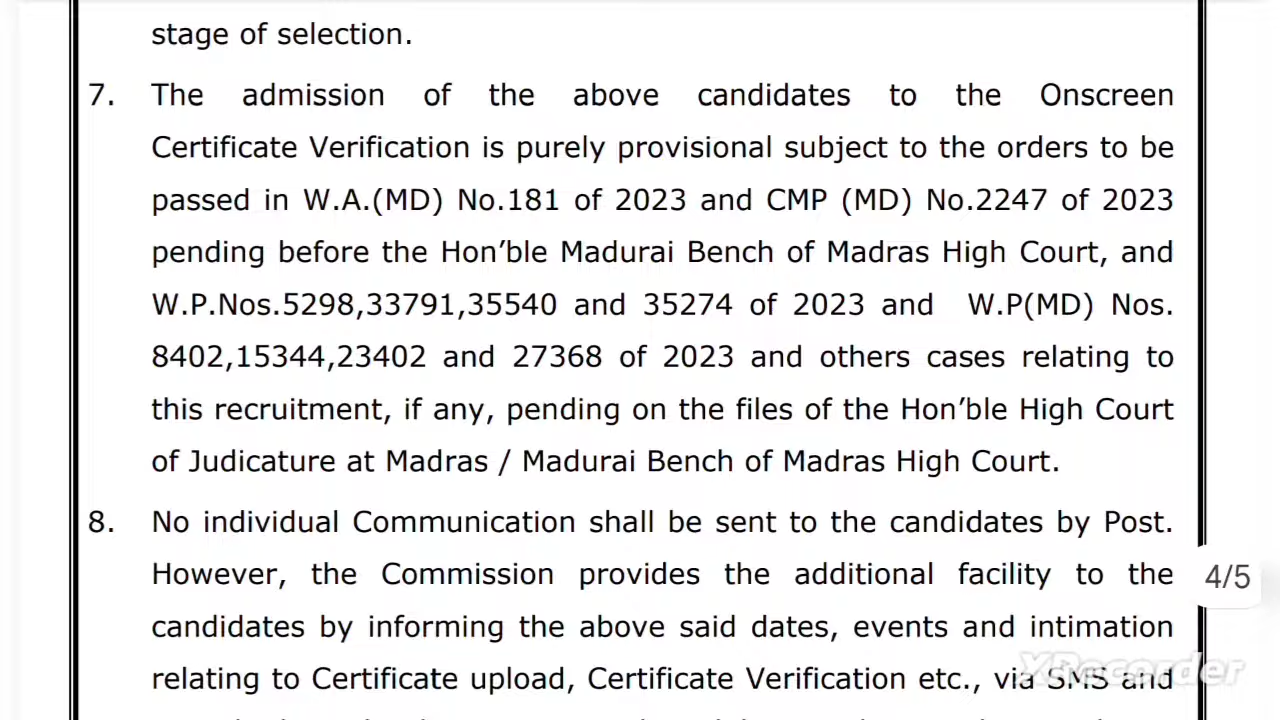 stage of selection.
7. The admission of the above candidates to the Onscreen
Certificate Verification is purely provisional subject to the orders to be
passed in W.A.(MD) No.181 of 2023 and CMP (MD) No.2247 of 2023
pending before the Hon’ble Madurai Bench of Madras High Court, and
W.P.Nos.5298,33791,35540 and 35274 of 2023 and W.P(MD) Nos.
8402,15344,23402 and 27368 of 2023 and others cases relating to
this recruitment, if any, pending on the files of the Hon’ble High Court
of Judicature at Madras / Madurai Bench of Madras High Court.
8. No individual Communication shall be sent to the candidates by Post.
However, the Commission provides the additional facility to the
4/5
candidates by informing the above said dates, events and intimation
relating to Certificate upload, Certificate Verification etc., via SMS and
XRecorder